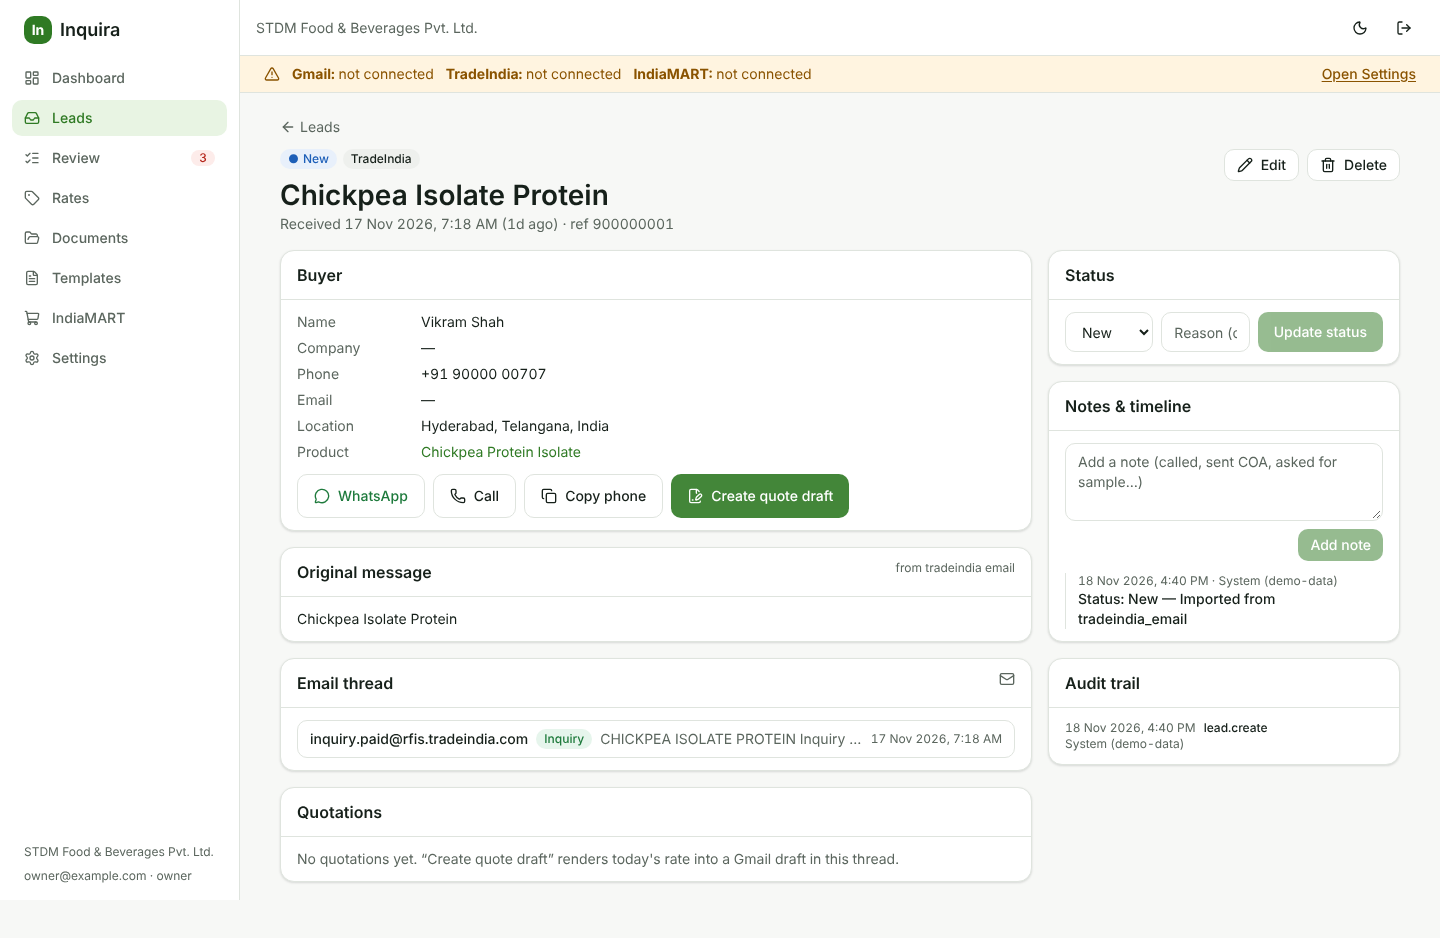 In Inquira
Dashboard
Leads
Review 3
Rates
Documents
Templates
IndiaMART
Settings
STDM Food & Beverages Pvt. Ltd.
owner@example.com · owner
STDM Food & Beverages Pvt. Ltd.
Gmail: not connected TradeIndia: not connected IndiaMART: not connected Open Settings
Leads
New TradeIndia
Edit Delete
Chickpea Isolate Protein
Received 17 Nov 2026, 7:18 AM (1d ago) · ref 900000001
Buyer
Name Vikram Shah
Company —
Phone +91 90000 00707
Email —
Location Hyderabad, Telangana, India
Product Chickpea Protein Isolate
WhatsApp Call Copy phone Create quote draft
Original message from tradeindia email
Chickpea Isolate Protein
Email thread
inquiry.paid@rfis.tradeindia.com Inquiry CHICKPEA ISOLATE PROTEIN Inquiry ... 17 Nov 2026, 7:18 AM
Quotations
No quotations yet. “Create quote draft” renders today's rate into a Gmail draft in this thread.
Status
New Reason (c Update status
Notes & timeline
Add a note (called, sent COA, asked for
sample...)
Add note
18 Nov 2026, 4:40 PM · System (demo-data)
Status: New — Imported from
tradeindia_email
Audit trail
18 Nov 2026, 4:40 PM lead.create
System (demo-data)